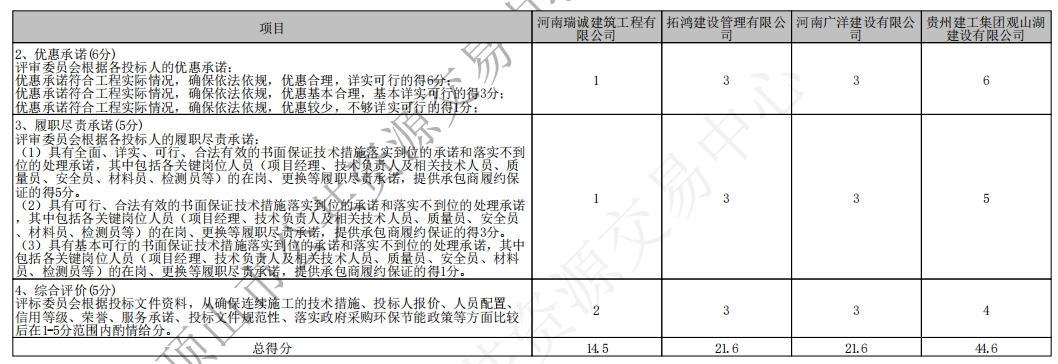 项目
河南瑞诚建筑工程有
限公司
拓鸿建设管理有限公
司
河南广洋建设有限公
司
贵州建工集团观山湖
建设有限公司
2、优惠承诺(6分)
评审委员会根据各投标人的优惠承诺:
优惠承诺符合工程实际情况，确保依法依规，优惠合理，详实可行的得6分;
优惠承诺符合工程实际情况，确保依法依规，优惠基本合理，基本详实可行的得3分;
优惠承诺符合工程实际情况，确保依法依规，优惠较少，不够详实可行的得1分;
1
3
3
6
3、履职尽责承诺(5分)
评审委员会根据各投标人的履职尽责承诺:
（1）具有全面、详实、可行、合法有效的书面保证技术措施落实到位的承诺和落实不到
位的处理承诺，其中包括各关键岗位人员（项目经理、技术负责人及相关技术人员、质
量员、安全员、材料员、检测员等）的在岗、更换等履职尽责承诺，提供承包商履约保
证的得5分。
（2）具有可行、合法有效的书面保证技术措施落实到位的承诺和落实不到位的处理承诺
，其中包括各关键岗位人员（项目经理、技术负责人及相关技术人员、质量员、安全员
、材料员、检测员等）的在岗、更换等履职尽责承诺，提供承包商履约保证的得3分。
（3）具有基本可行的书面保证技术措施落实到位的承诺和落实不到位的处理承诺，其中
包括各关键岗位人员（项目经理、技术负责人及相关技术人员、质量员、安全员、材料
员、检测员等）的在岗、更换等履职尽责承诺，提供承包商履约保证的得1分。
1
3
3
5
4、综合评价(5分)
评标委员会根据投标文件资料，从确保连续施工的技术措施、投标人报价、人员配置、
信用等级、荣誉、服务承诺、投标文件规范性、落实政府采购环保节能政策等方面比较
后在1-5分范围内酌情给分。
2
3
3
4
总得分
14.5
21.6
21.6
44.6
顶山市公共资源交易中心
共资源交易中心